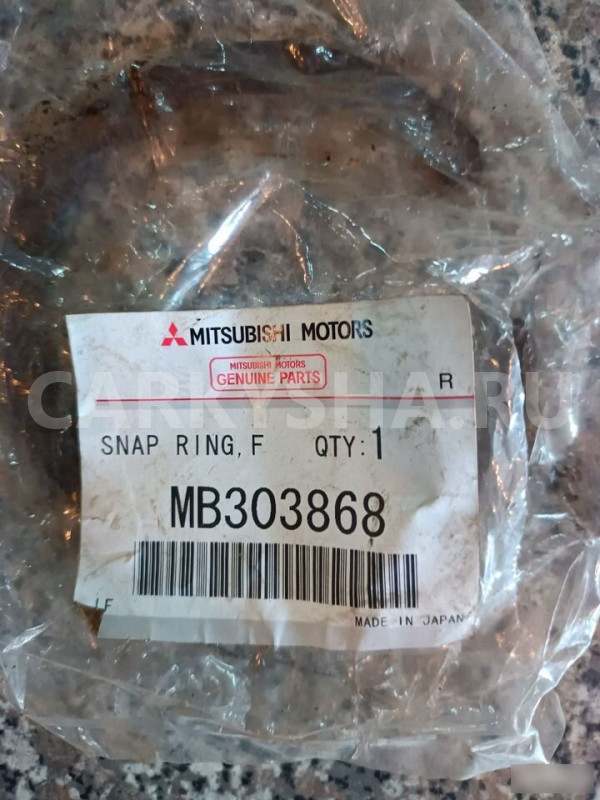 MITSUBISHI MOTORS
MITSUBISHI MOTORS
GENUINE PARTS
R
CARKYSHA.RU
SNAP RING, F QTY: 1
MB303868
MADE IN JAPAN